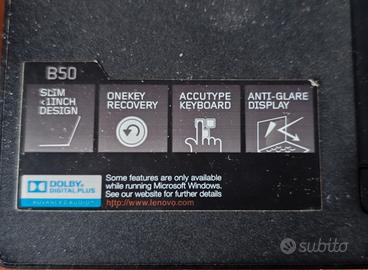 B50
SLIM
<1INCH
DESIGN
ONEKEY
RECOVERY
ACCUTYPE
KEYBOARD
ANTI-GLARE
DISPLAY
DOLBY
DIGITAL PLUS
ADVANCED AUDIO
Some features are only available
while running Microsoft Windows.
See our website for further details
http://www.lenovo.com
subito